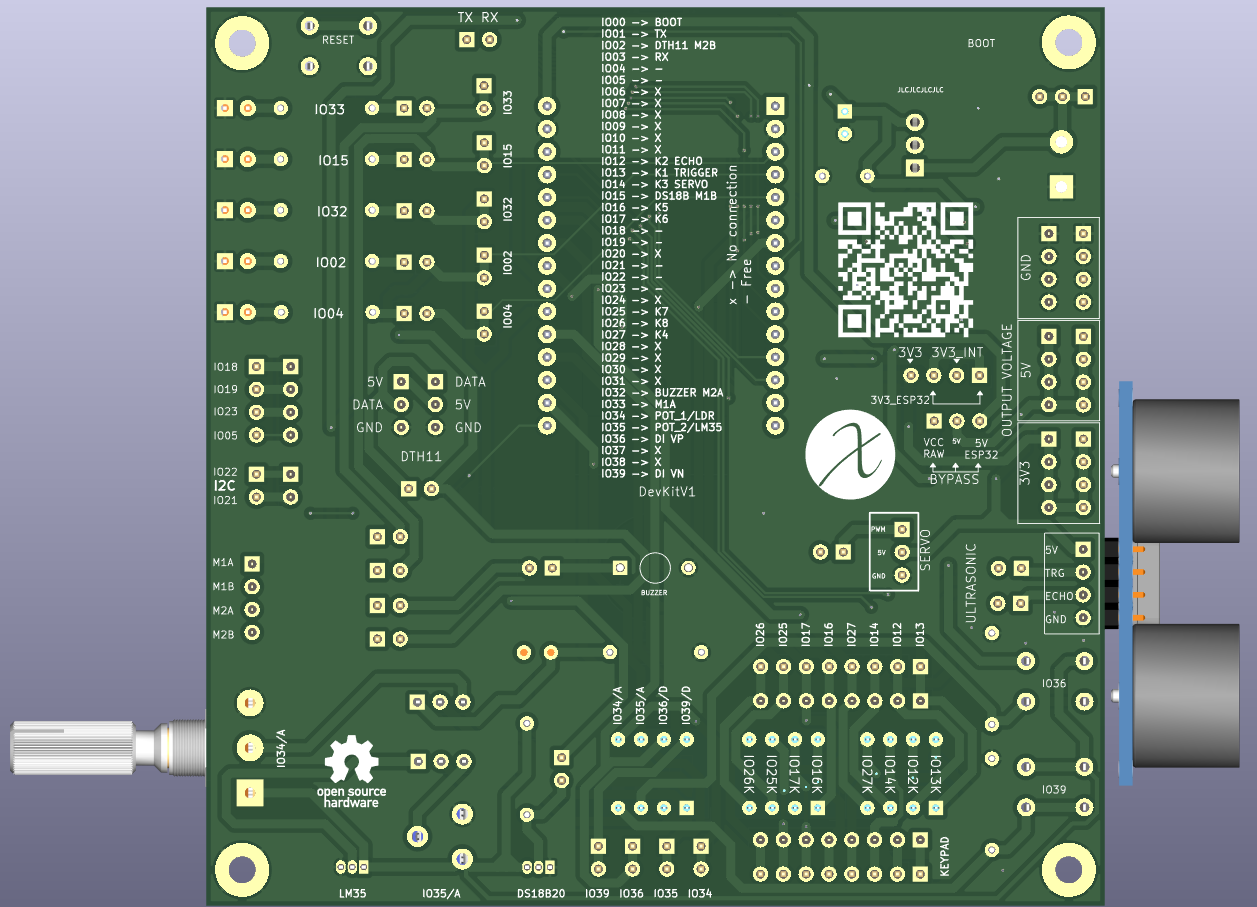 TX RX
RESET
BOOT
JLCJLCJLCJLC
IO33
IO33
IO15
IO15
IO32
IO32
IO02
IO02
IO04
IO04
IO00 -> BOOT
IO01 -> TX
IO02 -> DTH11 M2B
IO03 -> RX
IO04 -> -
IO05 -> -
IO06 -> X
IO07 -> X
IO08 -> X
IO09 -> X
IO10 -> X
IO11 -> X
IO12 -> K2 ECHO
IO13 -> K1 TRIGGER
IO14 -> K3 SERVO
IO15 -> DS18B M1B
IO16 -> K5
IO17 -> K6
IO18 -> -
IO19 -> -
IO20 -> X
IO21 -> -
IO22 -> -
IO23 -> -
IO24 -> X
IO25 -> K7
IO26 -> K8
IO27 -> K4
IO28 -> X
IO29 -> X
IO30 -> X
IO31 -> X
IO32 -> BUZZER M2A
IO33 -> M1A
IO34 -> POT_1/LDR
IO35 -> POT_2/LM35
IO36 -> DI VP
IO37 -> X
IO38 -> X
IO39 -> DI VN
DevKitV1
x -> No connection
- Free
GND
OUTPUT VOLTAGE
5V
3V3
3V3 3V3_INT
3V3_ESP32
VCC RAW
5V
5V ESP32
BYPASS
IO18
IO19
IO23
IO05
IO22
I2C
IO21
5V
DATA
DATA
5V
GND
GND
DTH11
PWM
5V
GND
SERVO
ULTRASONIC
5V
TRG
ECHO
GND
M1A
M1B
M2A
M2B
BUZZER
IO26
IO25
IO17
IO16
IO27
IO14
IO12
IO13
IO36
IO34/A
IO34/A
IO35/A
IO36/D
IO39/D
IO26K
IO25K
IO17K
IO16K
IO27K
IO14K
IO12K
IO13K
IO39
open source
hardware
KEYPAD
LM35
IO35/A
DS18B20
IO39
IO36
IO35
IO34